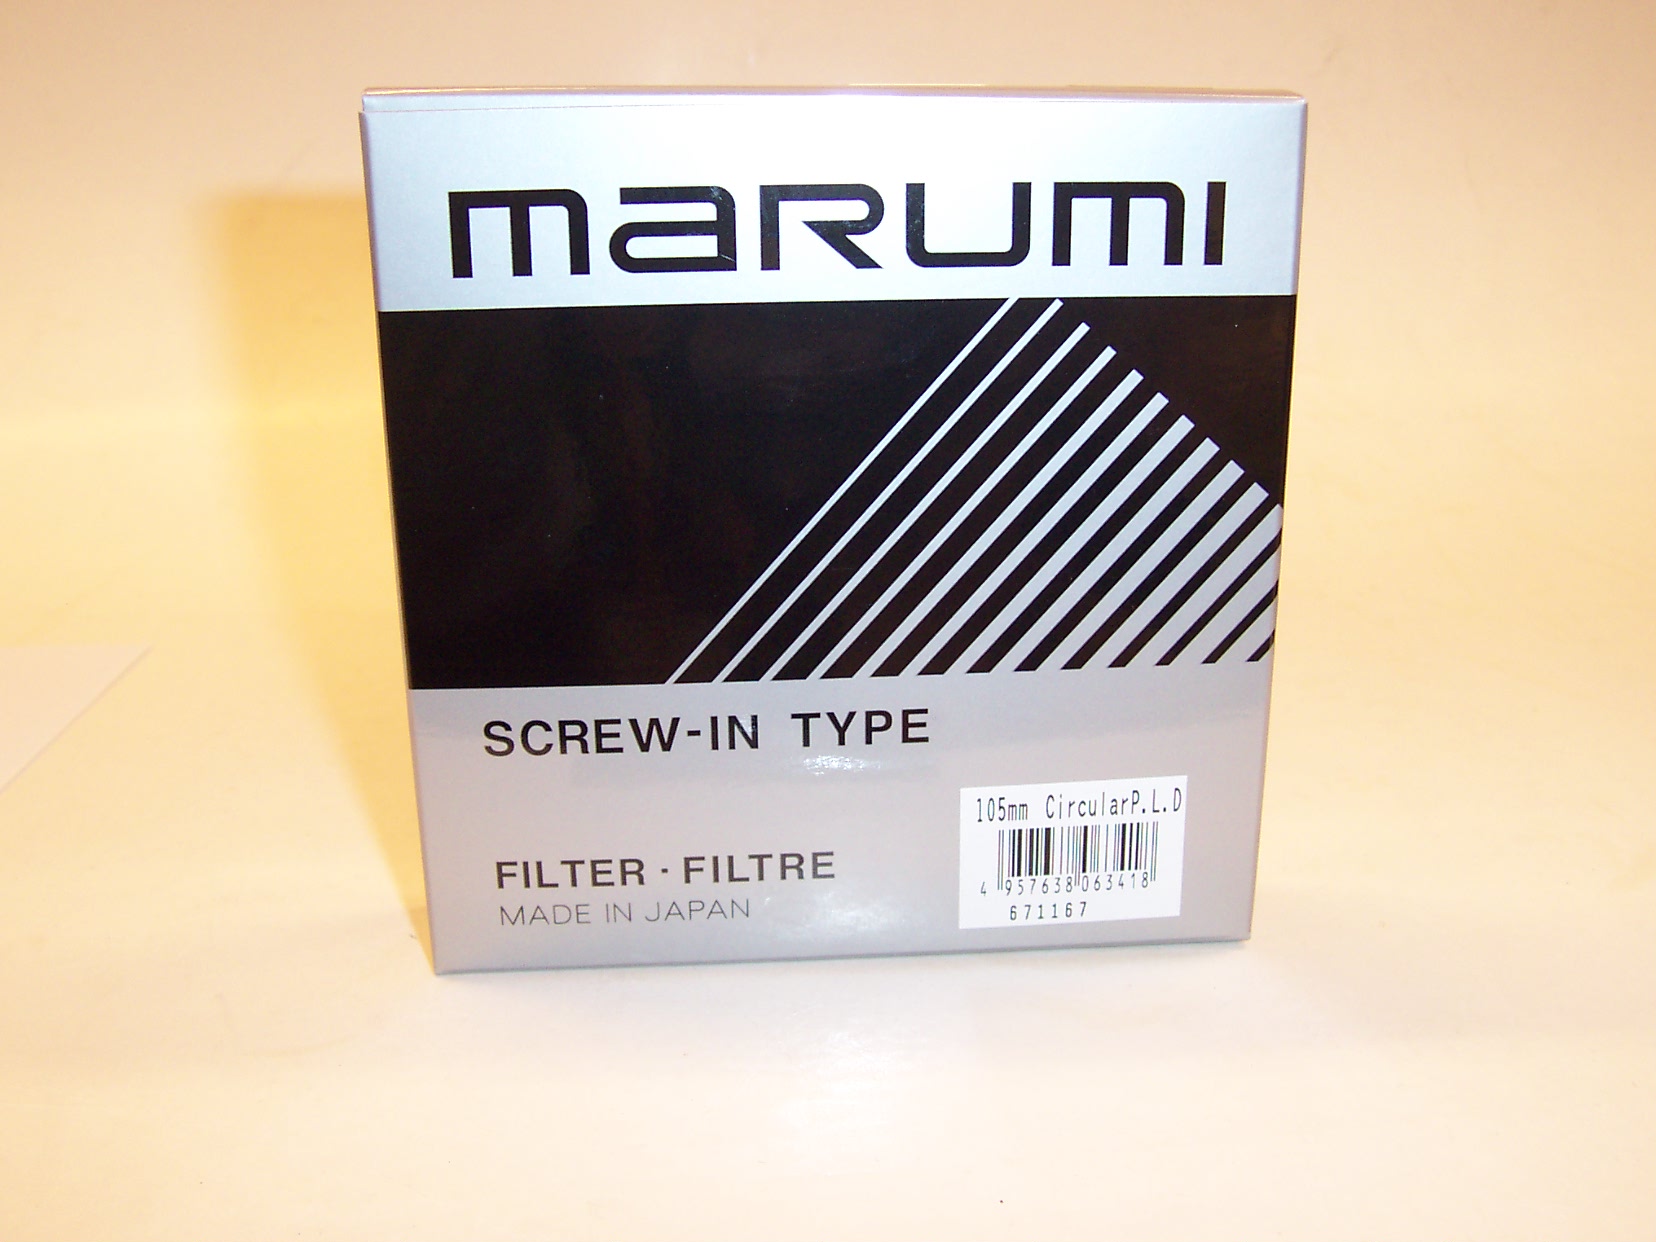 marumi
SCREW-IN TYPE
105mm CircularP.L.D
4 957638 063418
671167
FILTER · FILTRE
MADE IN JAPAN